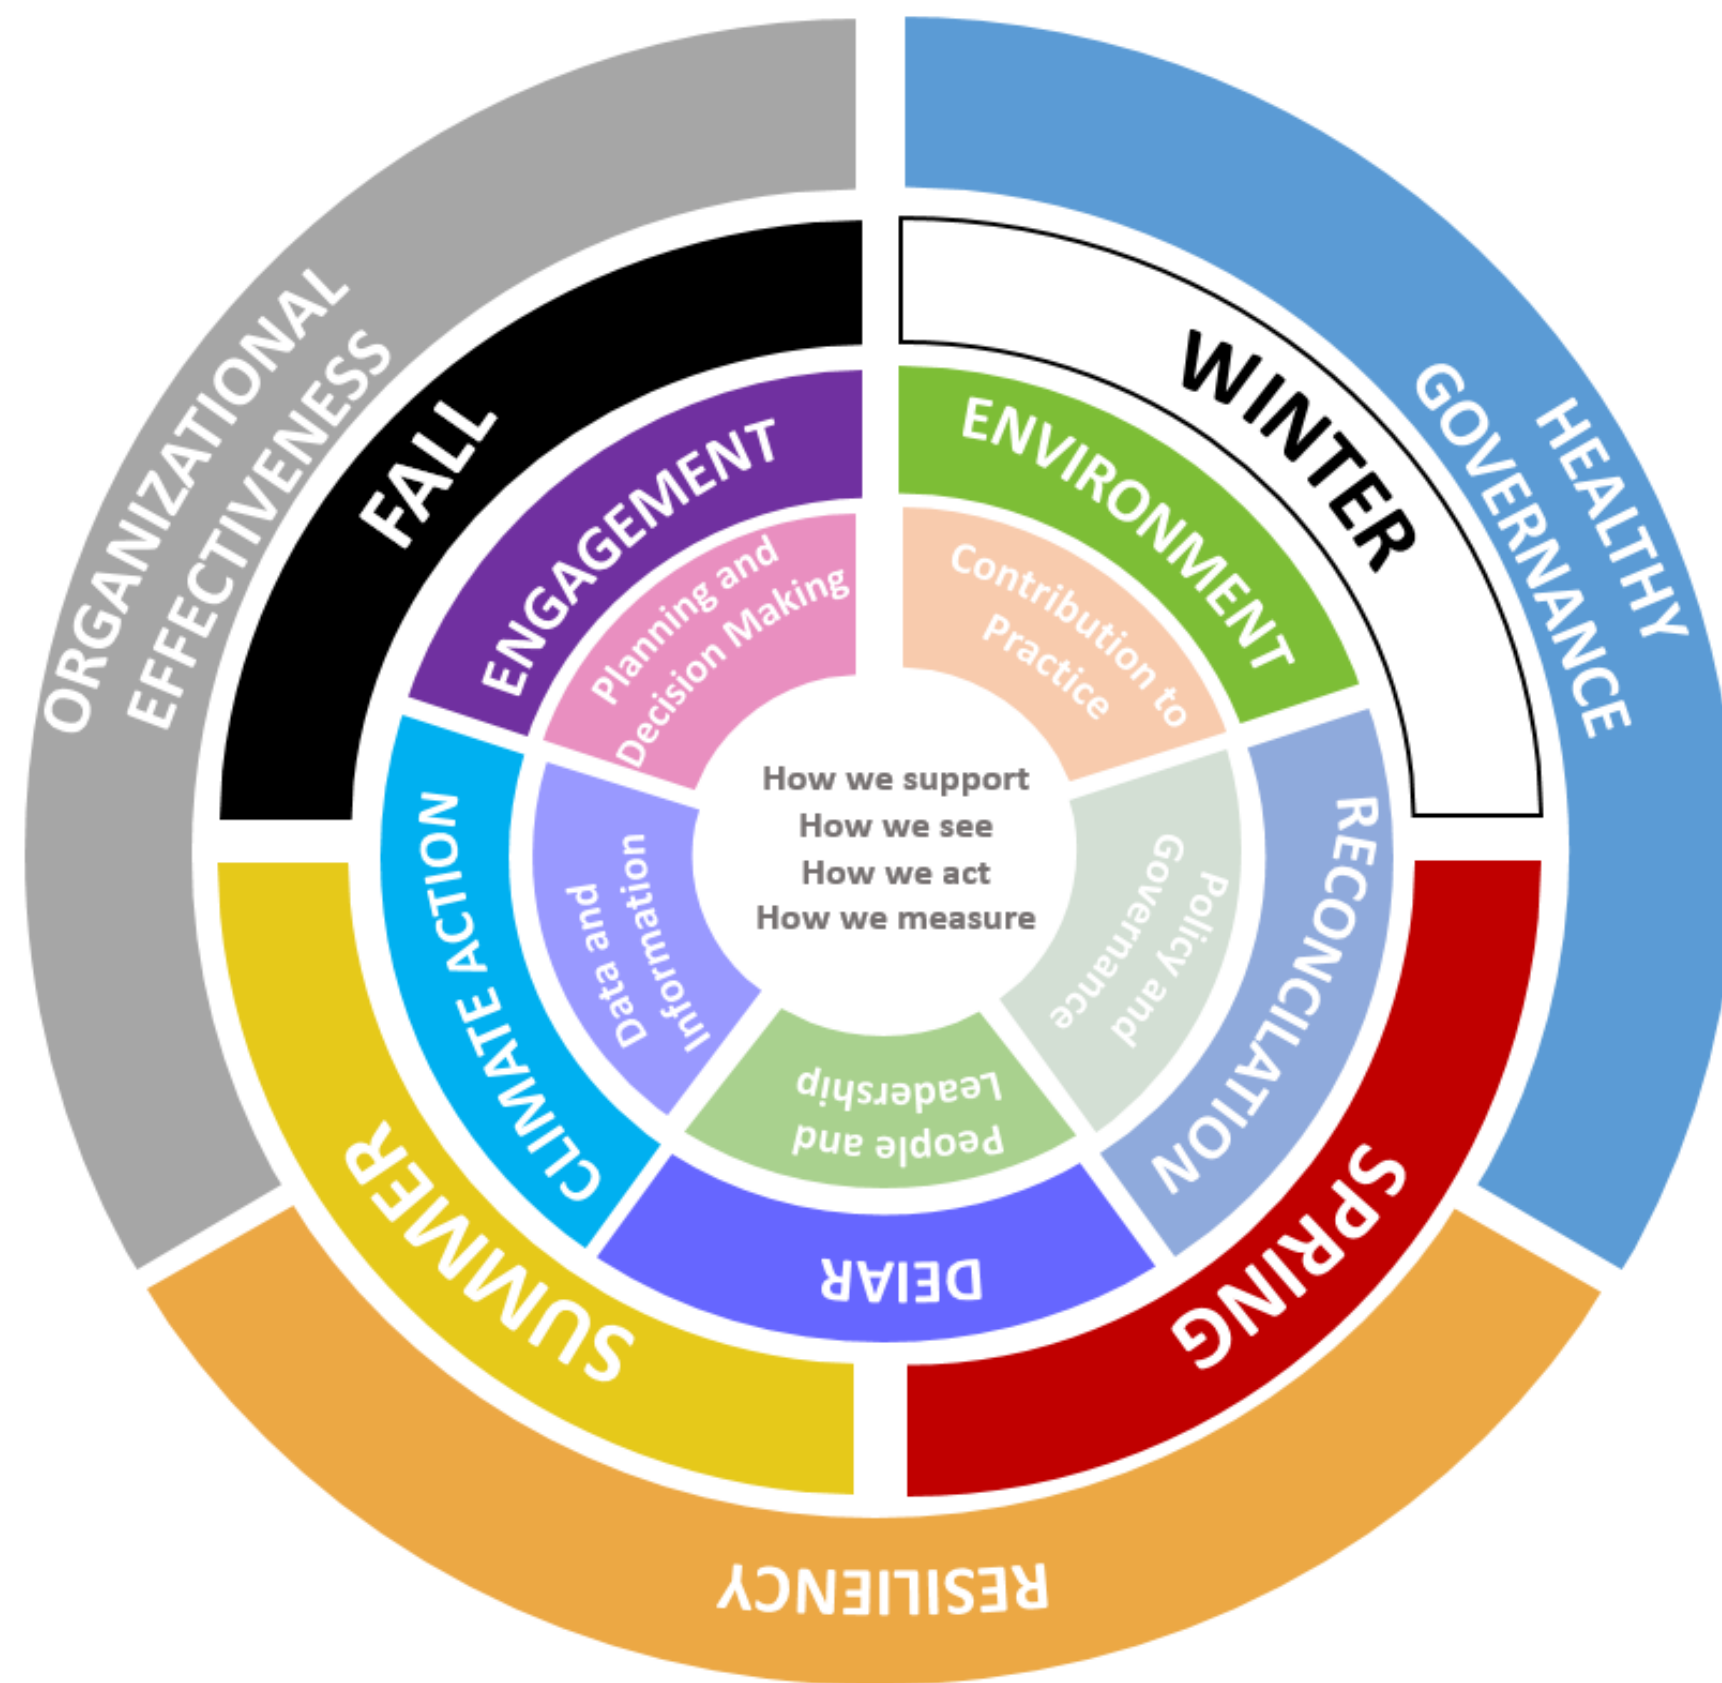 ORGANIZATIONAL
EFFECTIVENESS
HEALTHY
GOVERNANCE
RESILIENCY
FALL
WINTER
SPRING
SUMMER
ENGAGEMENT
ENVIRONMENT
RECONCILATION
DEIAR
CLIMATE ACTION
Planning and
Decision Making
Contribution to
Practice
Policy and
Governance
People and
Leadership
Data and
Information
How we support
How we see
How we act
How we measure